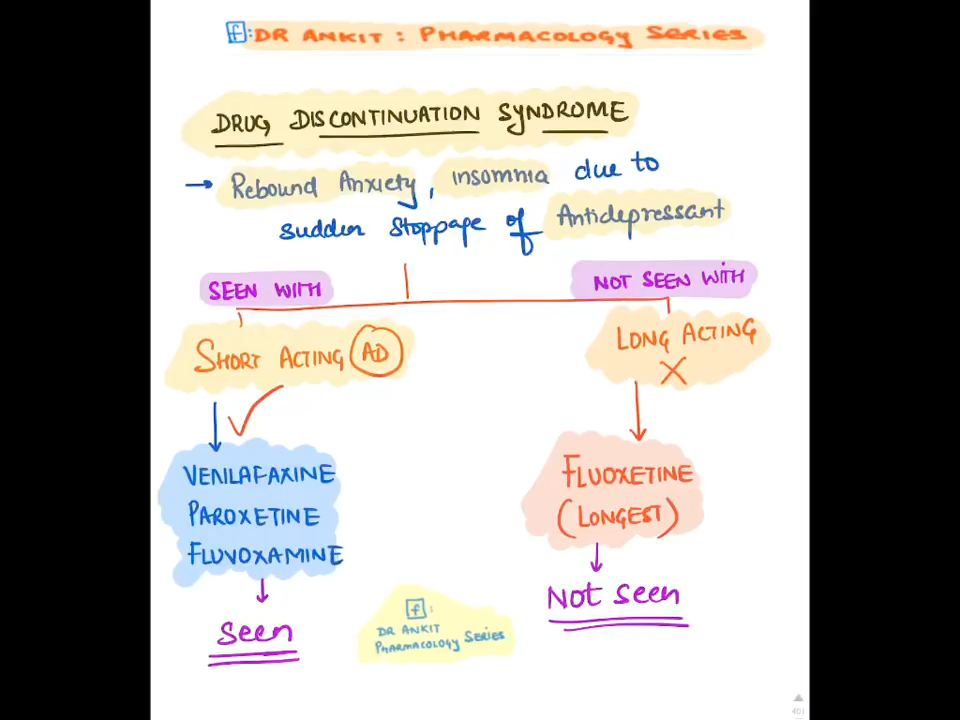 f: DR ANKIT : PHARMACOLOGY SERIES
DRUG DISCONTINUATION SYNDROME
→ Rebound Anxiety, insomnia due to
sudden stoppage of Antidepressant
SEEN WITH
NOT SEEN WITH
SHORT ACTING AD
LONG ACTING
X
VENLAFAXINE
PAROXETINE
FLUVOXAMINE
Seen
FLUOXETINE
(LONGEST)
Not Seen
f:
DR ANKIT
PHARMACOLOGY SERIES
401